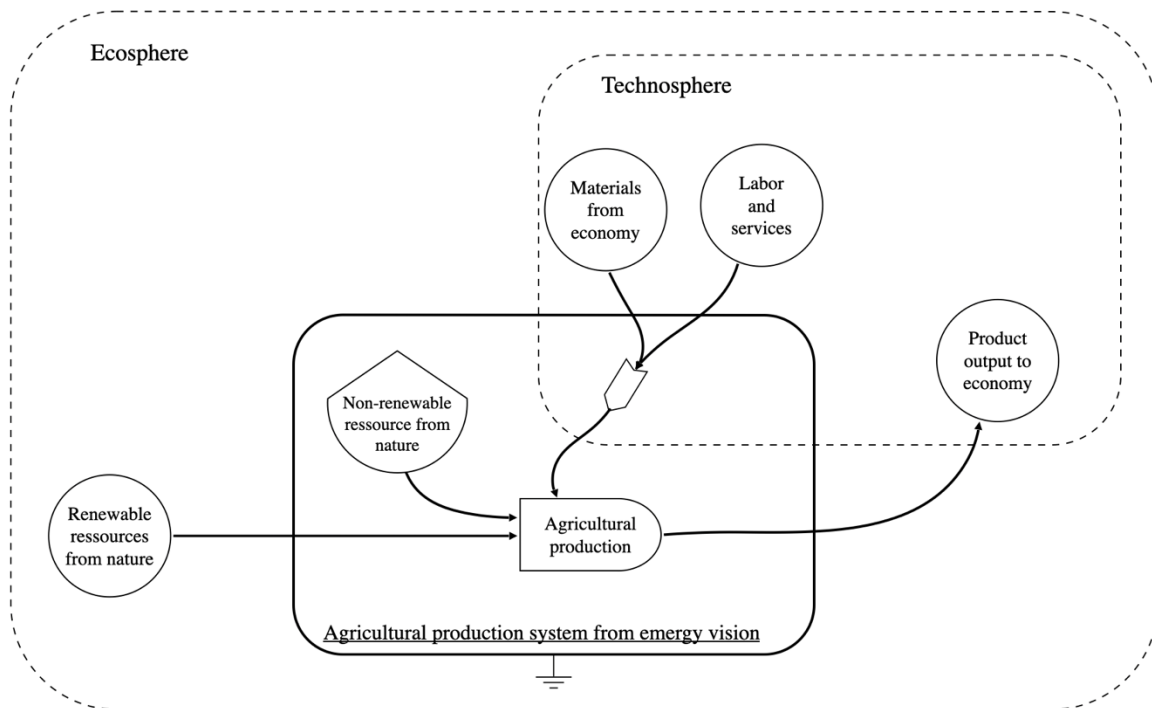 Ecosphere
Technosphere
Materials
from
economy
Labor
and
services
Product
output to
economy
Non-renewable
ressource from
nature
Renewable
ressources
from nature
Agricultural
production
Agricultural production system from emergy vision